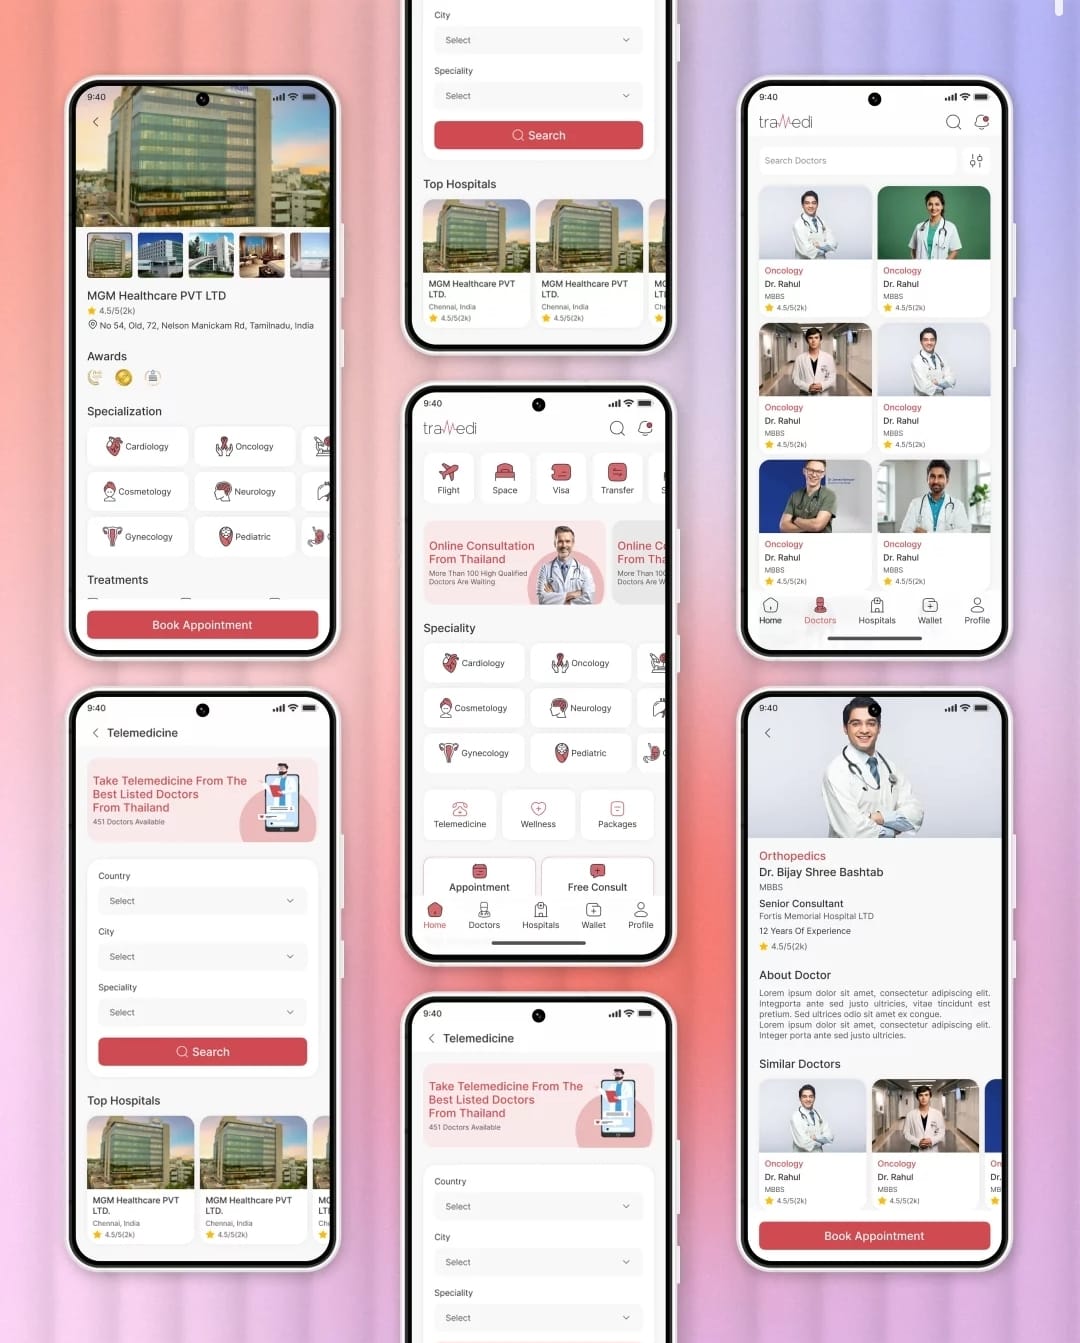 9:40
MGM Healthcare PVT LTD
4.5/5(2k)
No 54, Old, 72, Nelson Manickam Rd, Tamilnadu, India
Awards
Specialization
Cardiology
Oncology
Cosmetology
Neurology
Gynecology
Pediatric
Treatments
Book Appointment
9:40
Telemedicine
Take Telemedicine From The
Best Listed Doctors
From Thailand
451 Doctors Available
Country
Select
City
Select
Speciality
Select
Search
Top Hospitals
MGM Healthcare PVT
LTD.
Chennai, India
4.5/5(2k)
MGM Healthcare PVT
LTD.
Chennai, India
4.5/5(2k)
City
Select
Speciality
Select
Search
Top Hospitals
MGM Healthcare PVT
LTD.
Chennai, India
4.5/5(2k)
MGM Healthcare PVT
LTD.
Chennai, India
4.5/5(2k)
9:40
traMedi
Flight
Space
Visa
Transfer
Online Consultation
From Thailand
More Than 100 High Qualified
Doctors Are Waiting
Online C
From Tha
More Than 100
Doctors Are W
Speciality
Cardiology
Oncology
Cosmetology
Neurology
Gynecology
Pediatric
Telemedicine
Wellness
Packages
Appointment
Free Consult
Home
Doctors
Hospitals
Wallet
Profile
9:40
Telemedicine
Take Telemedicine From The
Best Listed Doctors
From Thailand
451 Doctors Available
Country
Select
City
Select
Speciality
Select
9:40
traMedi
Search Doctors
Oncology
Dr. Rahul
MBBS
4.5/5(2k)
Oncology
Dr. Rahul
MBBS
4.5/5(2k)
Oncology
Dr. Rahul
MBBS
4.5/5(2k)
Oncology
Dr. Rahul
MBBS
4.5/5(2k)
Oncology
Dr. Rahul
MBBS
4.5/5(2k)
Oncology
Dr. Rahul
MBBS
4.5/5(2k)
Home
Doctors
Hospitals
Wallet
Profile
9:40
Orthopedics
Dr. Bijay Shree Bashtab
MBBS
Senior Consultant
Fortis Memorial Hospital LTD
12 Years Of Experience
4.5/5(2k)
About Doctor
Lorem ipsum dolor sit amet, consectetur adipiscing elit.
Integporta ante sed justo ultricies, vitae tincidunt est
pretium. Sed ultrices odio sit amet ex congue.
Lorem ipsum dolor sit amet, consectetur adipiscing elit.
Integer porta ante sed justo ultricies.
Similar Doctors
Oncology
Dr. Rahul
MBBS
4.5/5(2k)
Oncology
Dr. Rahul
MBBS
4.5/5(2k)
On
Dr.
MB
Book Appointment